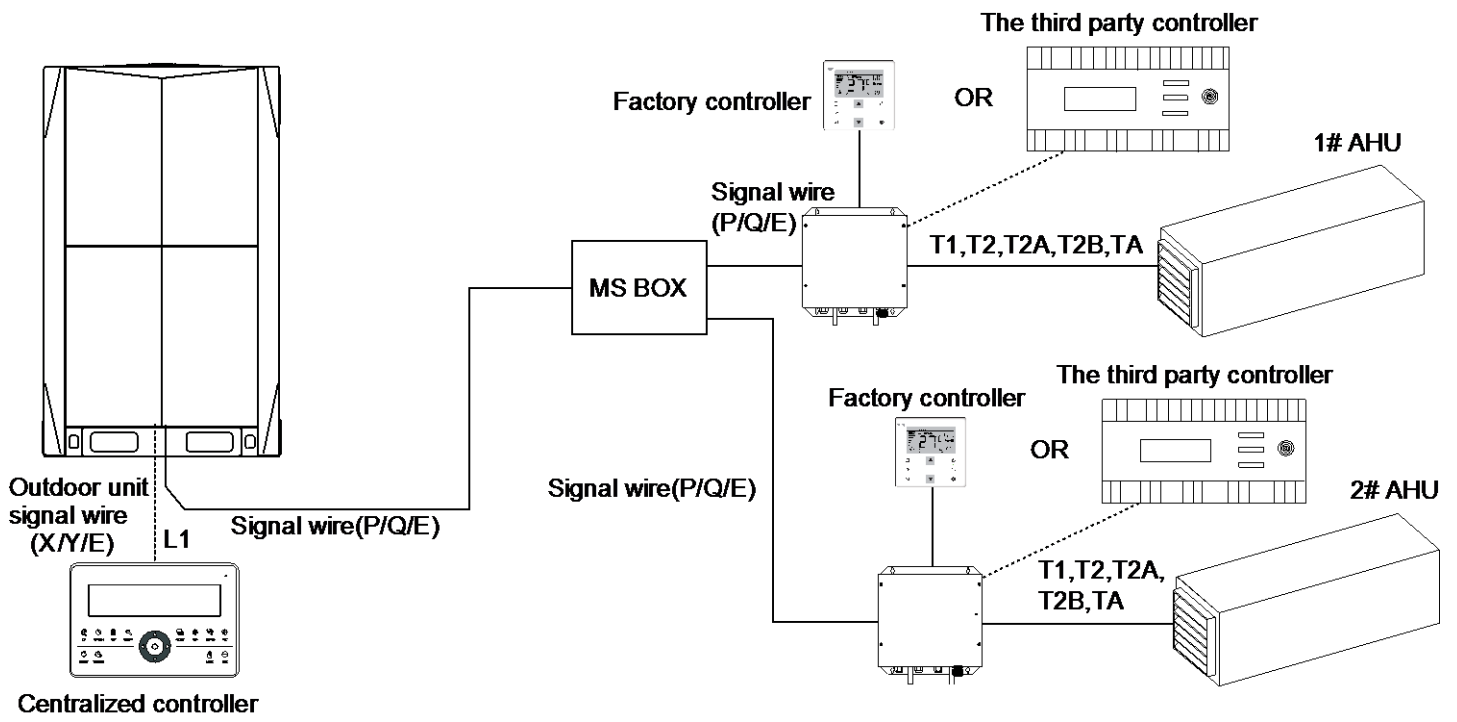 The third party controller
Factory controller
OR
27
1# AHU
Signal wire
(P/Q/E)
T1,T2,T2A,T2B,TA
MS BOX
The third party controller
Factory controller
OR
27
2# AHU
Signal wire(P/Q/E)
T1,T2,T2A,
T2B,TA
Outdoor unit
signal wire
(X/Y/E)
L1
Signal wire(P/Q/E)
Centralized controller